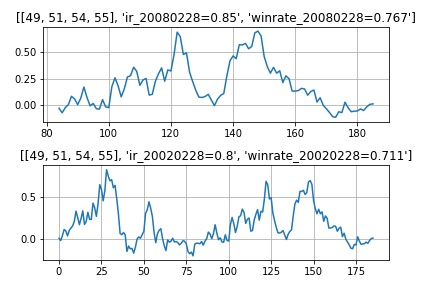 [[49, 51, 54, 55], 'ir_20080228=0.85', 'winrate_20080228=0.767']
0.50
0.25
0.00
80 100 120 140 160 180
[[49, 51, 54, 55], 'ir_20020228=0.8', 'winrate_20020228=0.711']
0.5
0.0
0 25 50 75 100 125 150 175